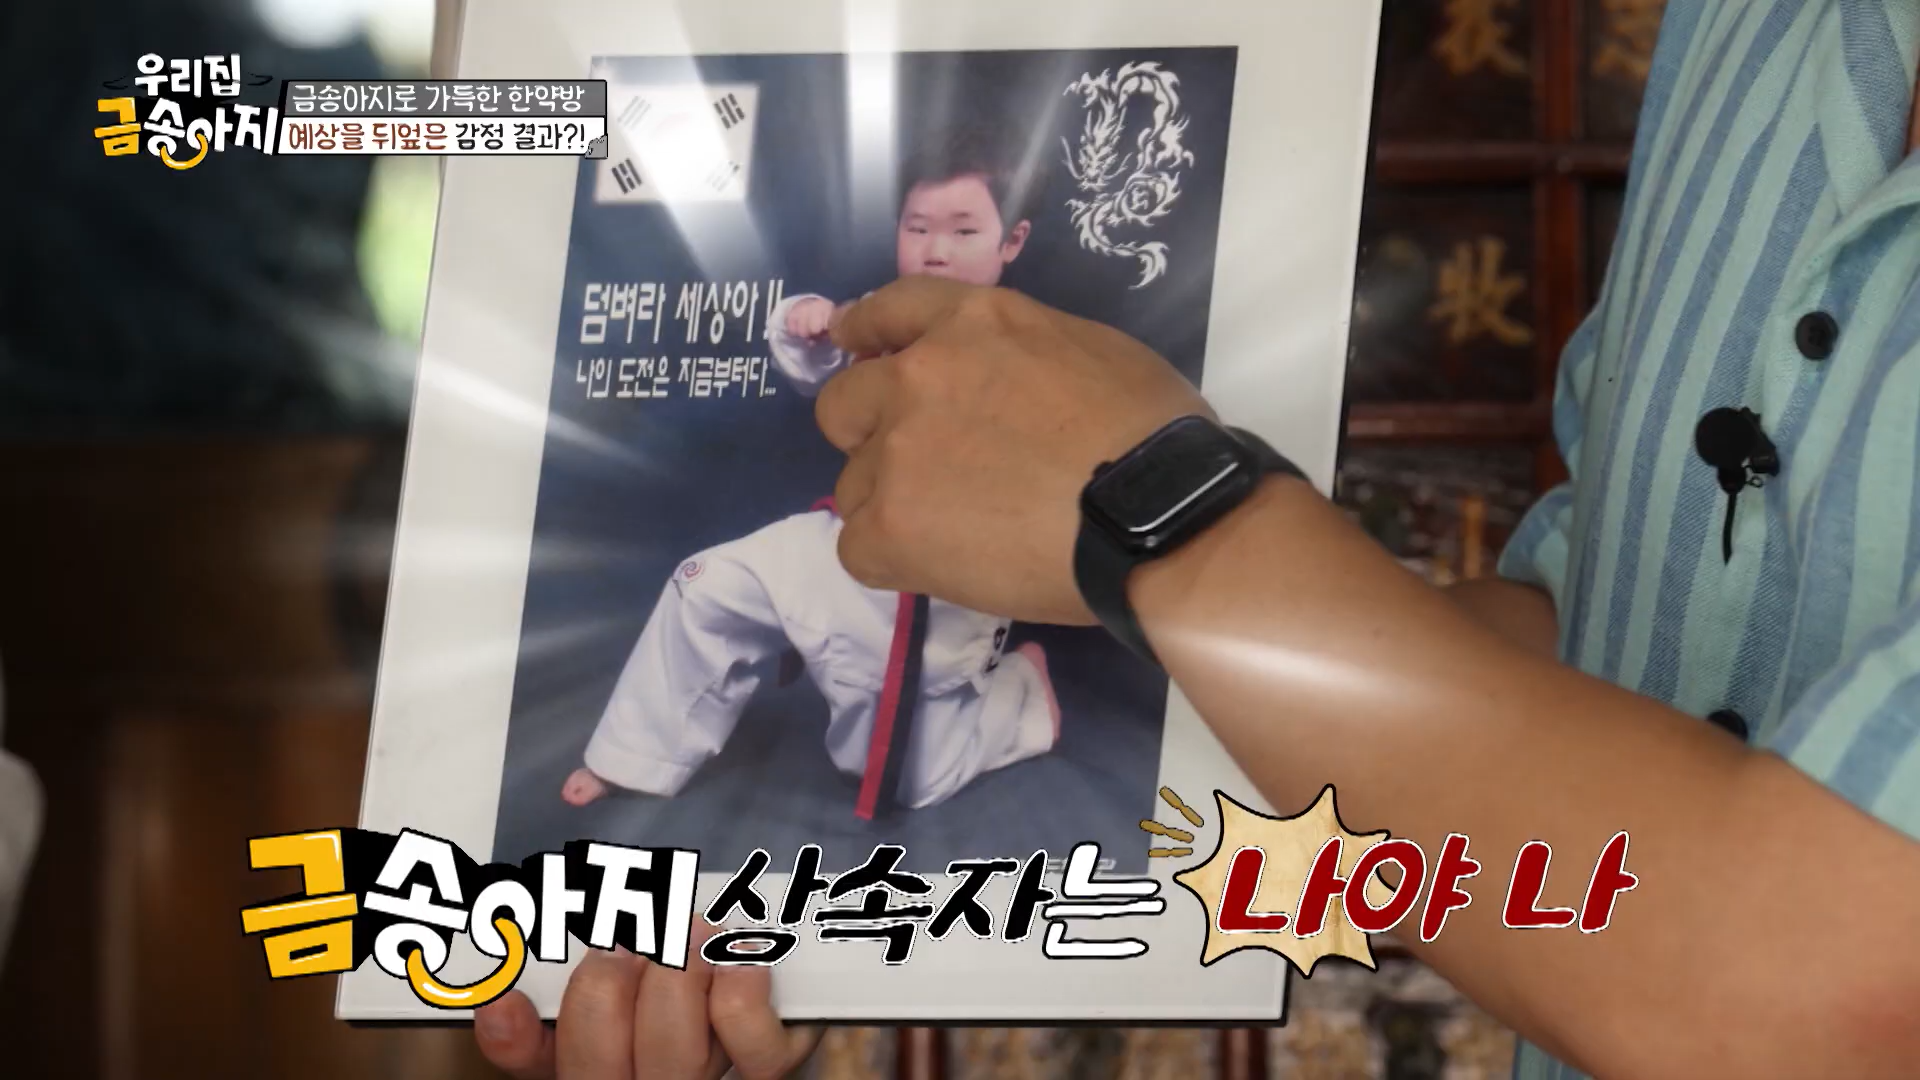 우리집
금송아지
금송아지로 가득한 한약방
예상을 뒤엎은 감정 결과?!
덤벼라 세상아!!
나의 도전은 지금부터다...
牧
금송아지 상속자는 나야 나